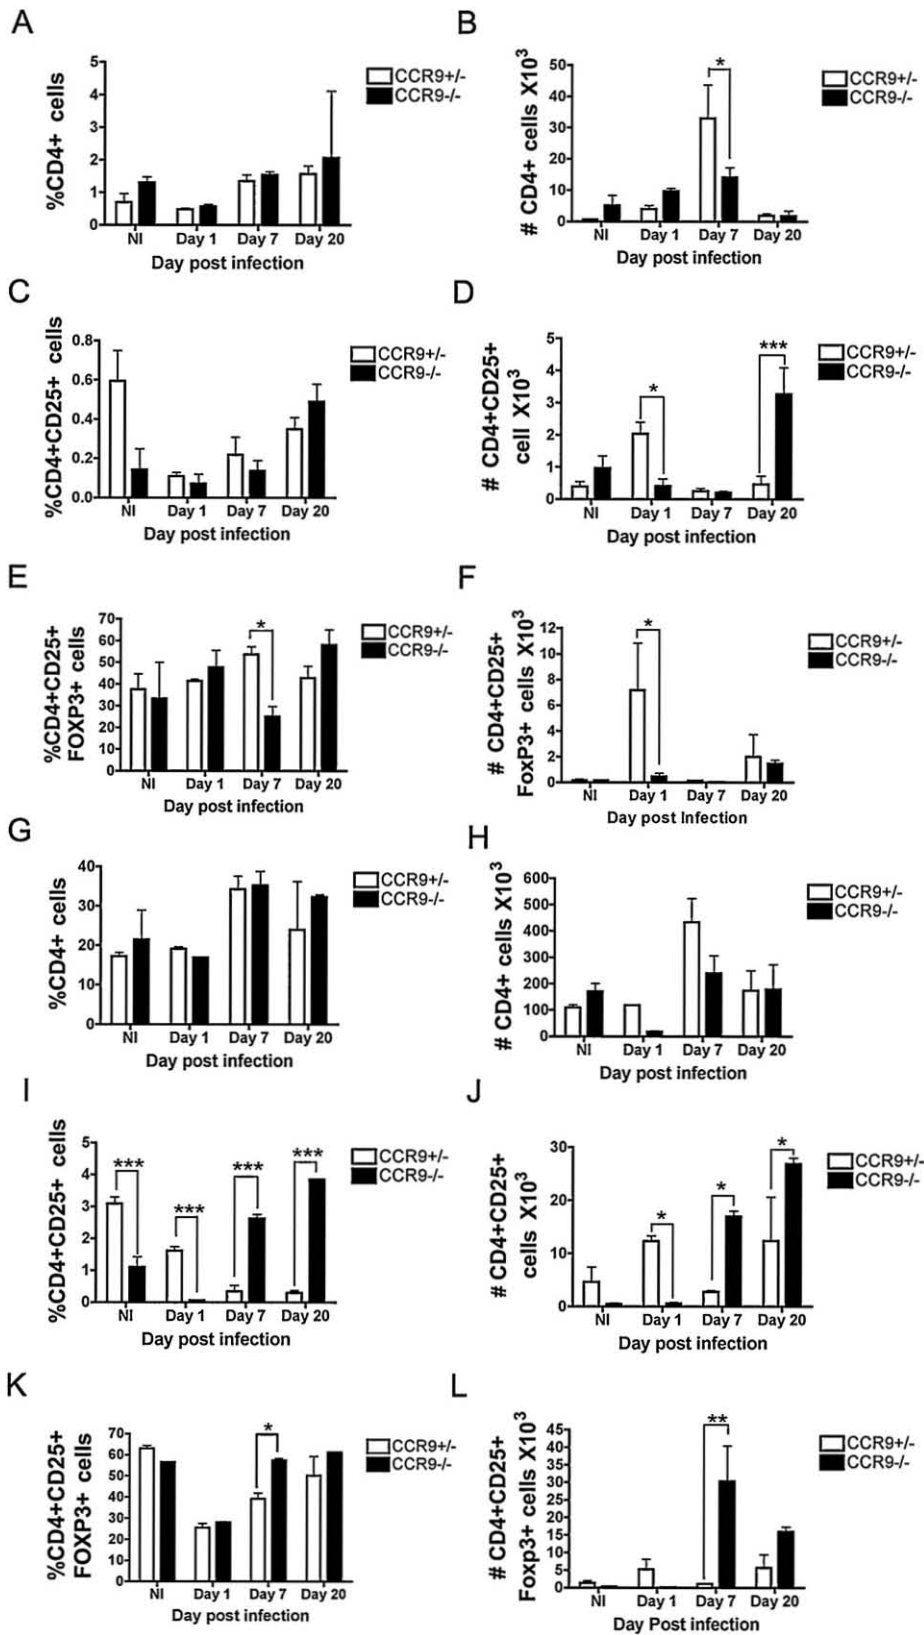 A
%CD4+ cells
5
4
3
2
1
0
NI Day 1 Day 7 Day 20
Day post infection
CCR9+/-
CCR9-/-
B
# CD4+ cells X10³
50
40
30
20
10
0
*
NI Day 1 Day 7 Day 20
Day post infection
CCR9+/-
CCR9-/-
C
%CD4+CD25+ cells
0.8
0.6
0.4
0.2
0.0
NI Day 1 Day 7 Day 20
Day post infection
CCR9+/-
CCR9-/-
D
# CD4+CD25+
cell X10³
5
4
3
2
1
0
*
***
NI Day 1 Day 7 Day 20
Day post infection
CCR9+/-
CCR9-/-
E
%CD4+CD25+
FOXP3+ cells
70
60
50
40
30
20
10
0
*
NI Day 1 Day 7 Day 20
Day post infection
CCR9+/-
CCR9-/-
F
# CD4+CD25+
FoxP3+ cells X10³
12
10
8
6
4
2
0
*
NI Day 1 Day 7 Day 20
Day post Infection
CCR9+/-
CCR9-/-
G
%CD4+ cells
40
30
20
10
0
NI Day 1 Day 7 Day 20
Day post infection
CCR9+/-
CCR9-/-
H
# CD4+ cells X10³
600
500
400
300
200
100
0
NI Day 1 Day 7 Day 20
Day post infection
CCR9+/-
CCR9-/-
I
%CD4+CD25+ cells
5
4
3
2
1
0
***
***
***
***
NI Day 1 Day 7 Day 20
Day post infection
CCR9+/-
CCR9-/-
J
# CD4+CD25+
cells X10³
30
20
10
0
*
*
*
NI Day 1 Day 7 Day 20
Day post infection
CCR9+/-
CCR9-/-
K
%CD4+CD25+
FOXP3+ cells
70
60
50
40
30
20
10
0
*
NI Day 1 Day 7 Day 20
Day post infection
CCR9+/-
CCR9-/-
L
# CD4+CD25+
Foxp3+ cells X10³
45
40
35
30
25
20
15
10
5
0
**
NI Day 1 Day 7 Day 20
Day Post infection
CCR9+/-
CCR9-/-